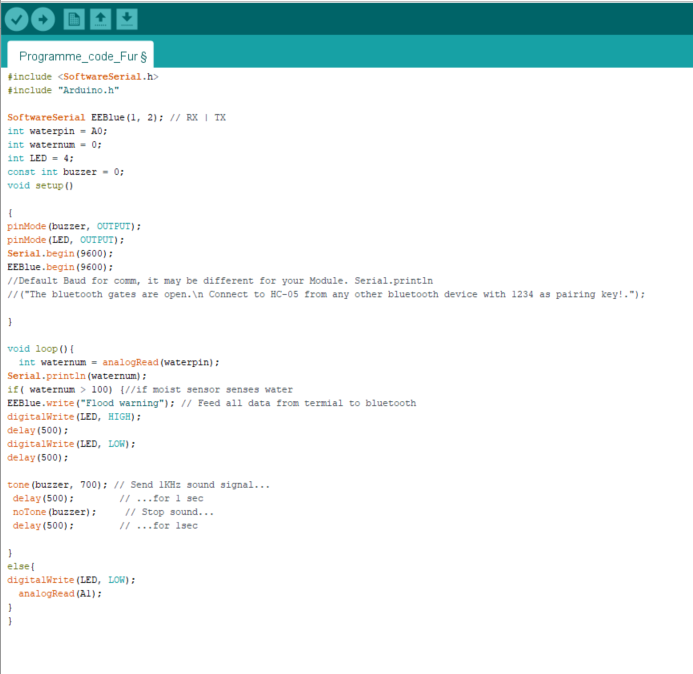 Programme_code_Fur §
#include <SoftwareSerial.h>
#include "Arduino.h"
SoftwareSerial EEBlue(1, 2); // RX | TX
int waterpin = A0;
int waternum = 0;
int LED = 4;
const int buzzer = 0;
void setup()
{
pinMode(buzzer, OUTPUT);
pinMode(LED, OUTPUT);
Serial.begin(9600);
EEBlue.begin(9600);
//Default Baud for comm, it may be different for your Module. Serial.println
//("The bluetooth gates are open.\n Connect to HC-05 from any other bluetooth device with 1234 as pairing key!.");
}
void loop(){
int waternum = analogRead(waterpin);
Serial.println(waternum);
if( waternum > 100) {//if moist sensor senses water
EEBlue.write("Flood warning"); // Feed all data from termial to bluetooth
digitalWrite(LED, HIGH);
delay(500);
digitalWrite(LED, LOW);
delay(500);
tone(buzzer, 700); // Send 1KHz sound signal...
delay(500); // ...for 1 sec
noTone(buzzer); // Stop sound...
delay(500); // ...for 1sec
}
else{
digitalWrite(LED, LOW);
analogRead(A1);
}
}